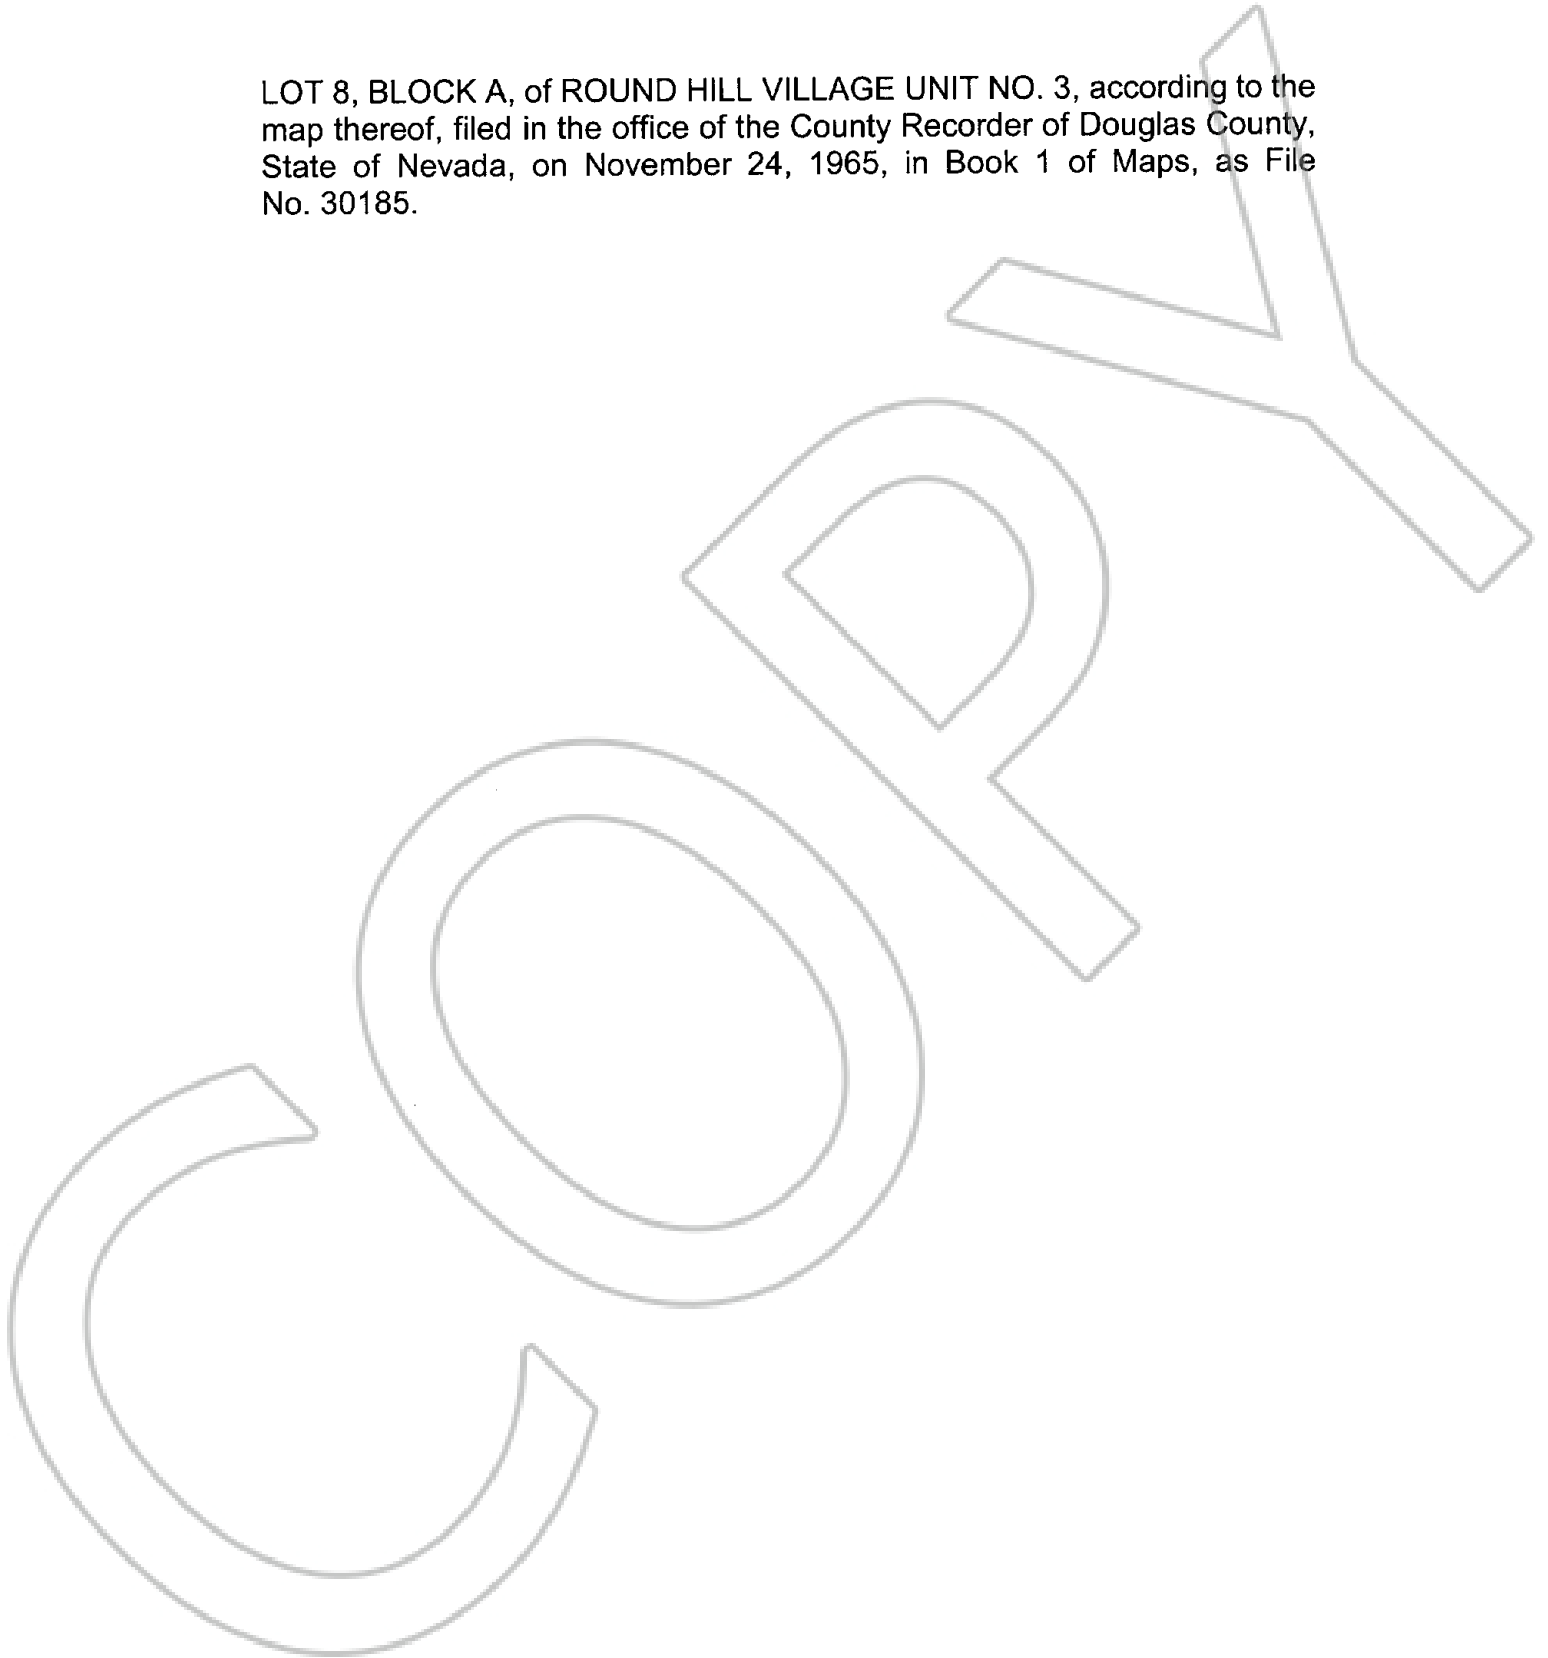 LOT 8, BLOCK A, of ROUND HILL VILLAGE UNIT NO. 3, according to the
map thereof, filed in the office of the County Recorder of Douglas County,
State of Nevada, on November 24, 1965, in Book 1 of Maps, as File
No. 30185.
COPY